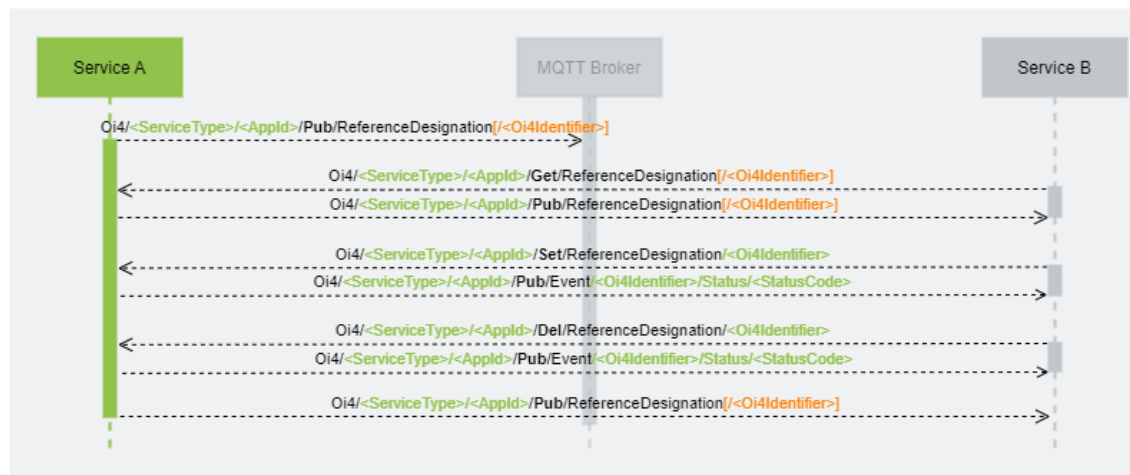 Service A
MQTT Broker
Service B
Oi4/<ServiceType>/<AppId>/Pub/ReferenceDesignation[/<Oi4Identifier>]
Oi4/<ServiceType>/<AppId>/Get/ReferenceDesignation[/<Oi4Identifier>]
Oi4/<ServiceType>/<AppId>/Pub/ReferenceDesignation[/<Oi4Identifier>]
Oi4/<ServiceType>/<AppId>/Set/ReferenceDesignation/<Oi4Identifier>
Oi4/<ServiceType>/<AppId>/Pub/Event/<Oi4Identifier>/Status/<StatusCode>
Oi4/<ServiceType>/<AppId>/Del/ReferenceDesignation/<Oi4Identifier>
Oi4/<ServiceType>/<AppId>/Pub/Event/<Oi4Identifier>/Status/<StatusCode>
Oi4/<ServiceType>/<AppId>/Pub/ReferenceDesignation[/<Oi4Identifier>]